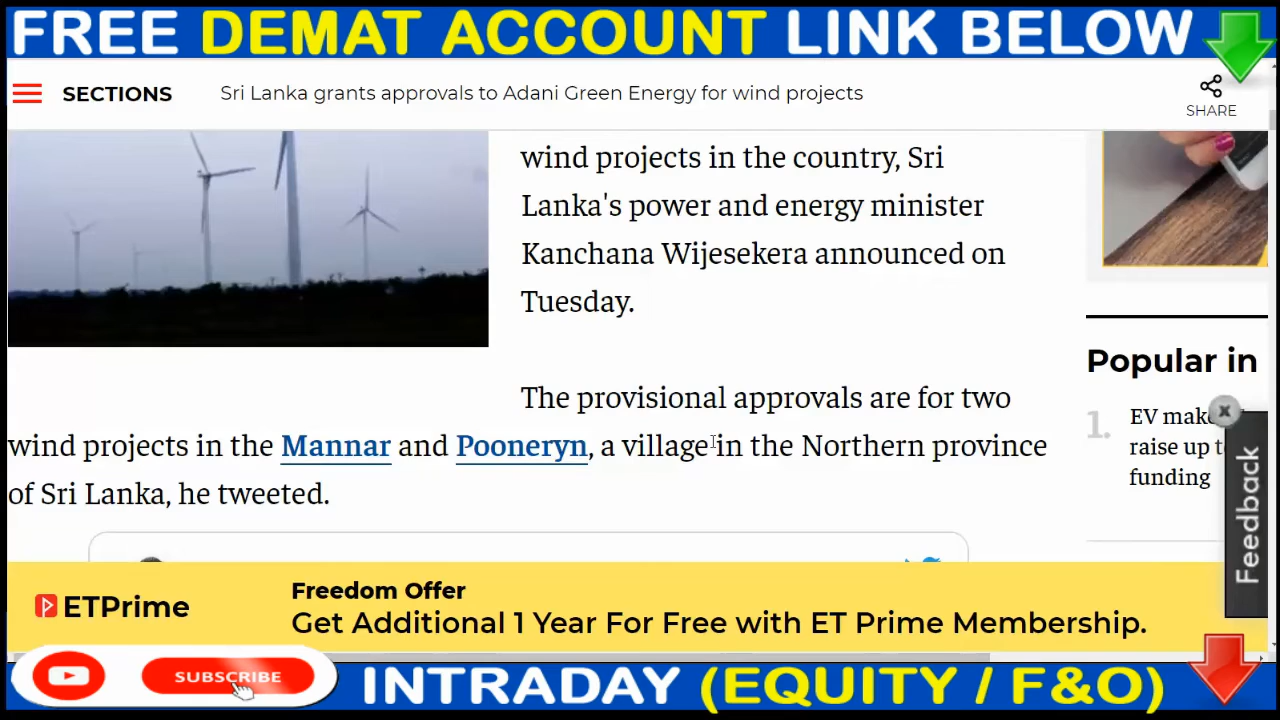 FREE DEMAT ACCOUNT LINK BELOW
SECTIONS
Sri Lanka grants approvals to Adani Green Energy for wind projects
SHARE
wind projects in the country, Sri
Lanka's power and energy minister
Kanchana Wijesekera announced on
Tuesday.
The provisional approvals are for two
wind projects in the Mannar and Pooneryn, a village in the Northern province
of Sri Lanka, he tweeted.
Popular in
1.
EV make
raise up t
funding
Feedback
ETPrime
Freedom Offer
Get Additional 1 Year For Free with ET Prime Membership.
SUBSCRIBE
INTRADAY (EQUITY / F&O)